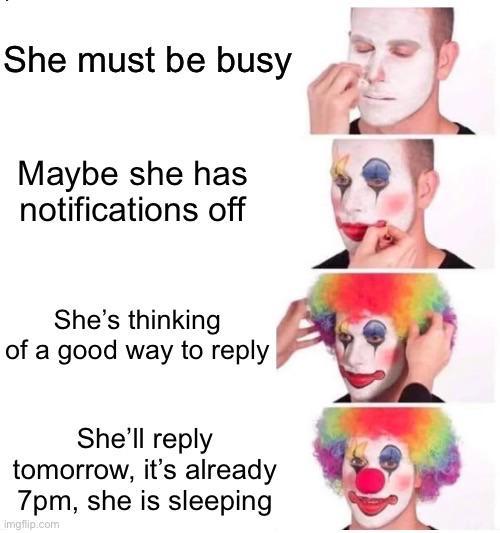 She must be busy
Maybe she has
notifications off
She’s thinking
of a good way to reply
She’ll reply
tomorrow, it’s already
7pm, she is sleeping
imgflip.com